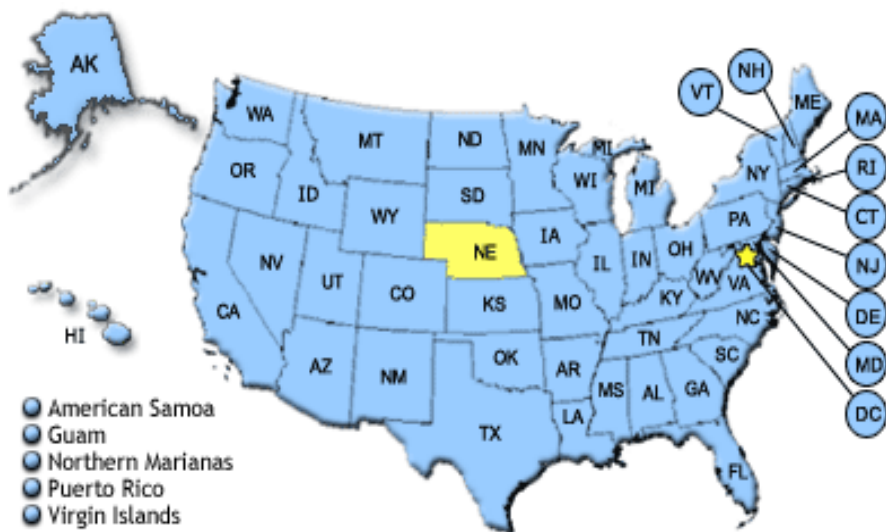 AK
NH
VT
ME
WA
MT
ND
MN
MI
MA
OR
ID
SD
WI
MI
NY
RI
WY
CT
NE
IA
PA
NV
UT
CO
IL
IN
OH
NJ
CA
KS
MO
KY
WV
VA
DE
HI
NC
TN
AZ
NM
OK
AR
SC
MD
MS
AL
GA
DC
American Samoa
LA
Guam
TX
Northern Marianas
FL
Puerto Rico
Virgin Islands